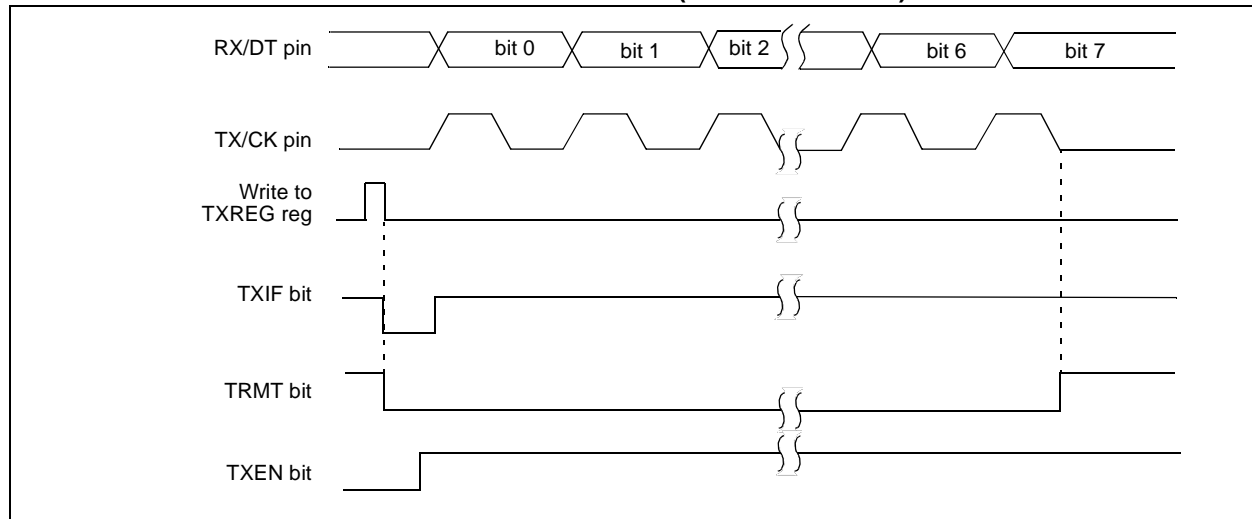 RX/DT pin
bit 0
bit 1
bit 2
bit 6
bit 7
TX/CK pin
Write to
TXREG reg
TXIF bit
TRMT bit
TXEN bit